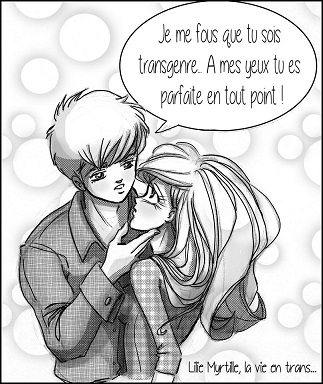 Je me fous que tu sois
transgenre... A mes yeux tu es
parfaite en tout point !
Lilie Myrtille, la vie en trans...